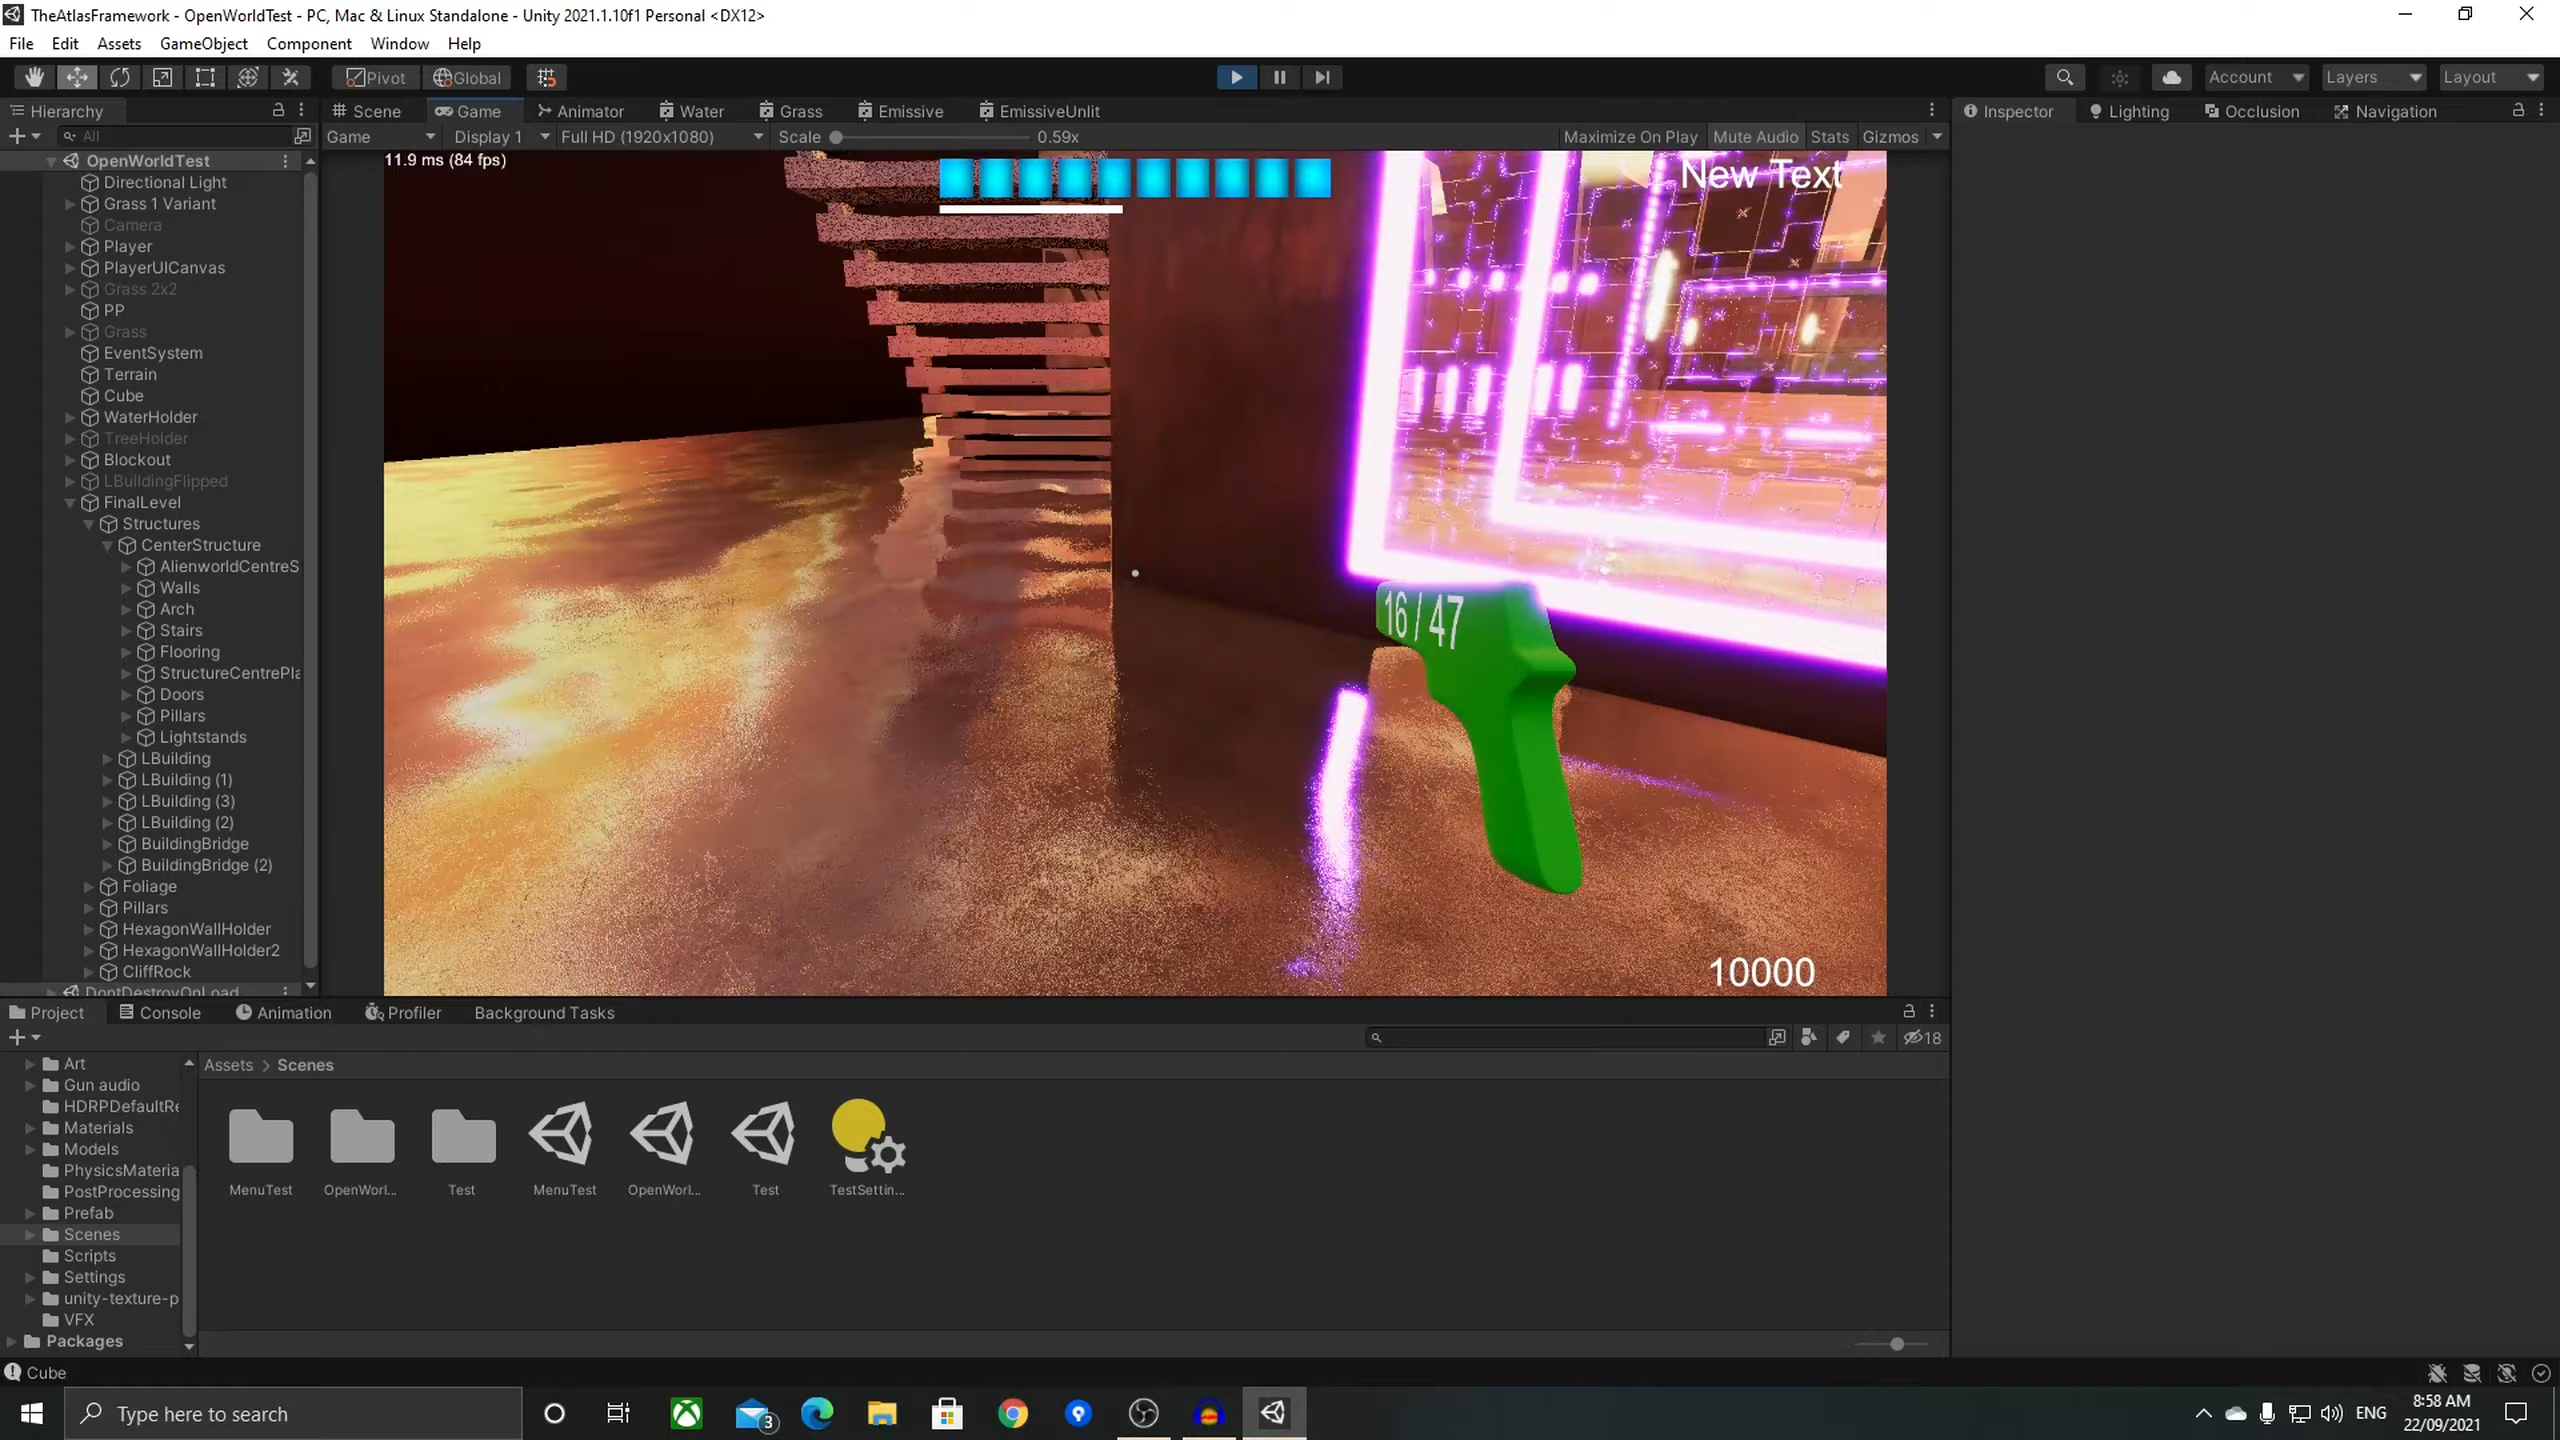 TheAtlasFramework - OpenWorldTest - PC, Mac & Linux Standalone - Unity 2021.1.10f1 Personal <DX12>
File Edit Assets GameObject Component Window Help
Pivot Global Account Layers Layout
Hierarchy Scene Game Animator Water Grass Emissive EmissiveUnlit Inspector Lighting Occlusion Navigation
All Game Display 1 Full HD (1920x1080) Scale 0.59x Maximize On Play Mute Audio Stats Gizmos
OpenWorldTest
11.9 ms (84 fps)
New Text
16 / 47
10000
Directional Light
Grass 1 Variant
Camera
Player
PlayerUICanvas
Grass 2x2
PP
Grass
EventSystem
Terrain
Cube
WaterHolder
TreeHolder
Blockout
LBuildingFlipped
FinalLevel
Structures
CenterStructure
AlienworldCentreS
Walls
Arch
Stairs
Flooring
StructureCentrePla
Doors
Pillars
Lightstands
LBuilding
LBuilding (1)
LBuilding (3)
LBuilding (2)
BuildingBridge
BuildingBridge (2)
Foliage
Pillars
HexagonWallHolder
HexagonWallHolder2
CliffRock
DontDestroyOnLoad
Project Console Animation Profiler Background Tasks
18
Art
Gun audio
HDRPDefaultRe
Materials
Models
PhysicsMateria
PostProcessing
Prefab
Scenes
Scripts
Settings
unity-texture-p
VFX
Packages
Assets > Scenes
MenuTest OpenWorl... Test MenuTest OpenWorl... Test TestSettin...
Cube
Type here to search
3
ENG
8:58 AM
22/09/2021